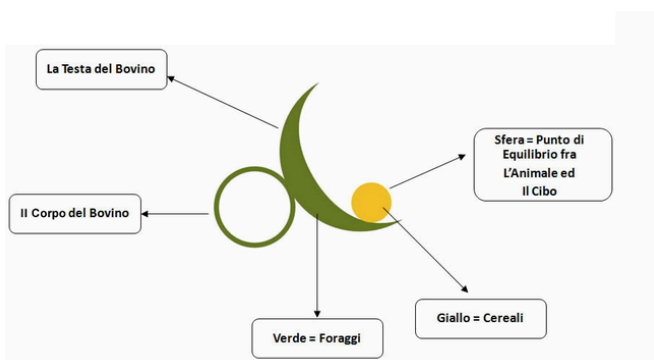 La Testa del Bovino
Sfera = Punto di
Equilibrio fra
L'Animale ed
Il Cibo
Il Corpo del Bovino
Giallo = Cereali
Verde = Foraggi